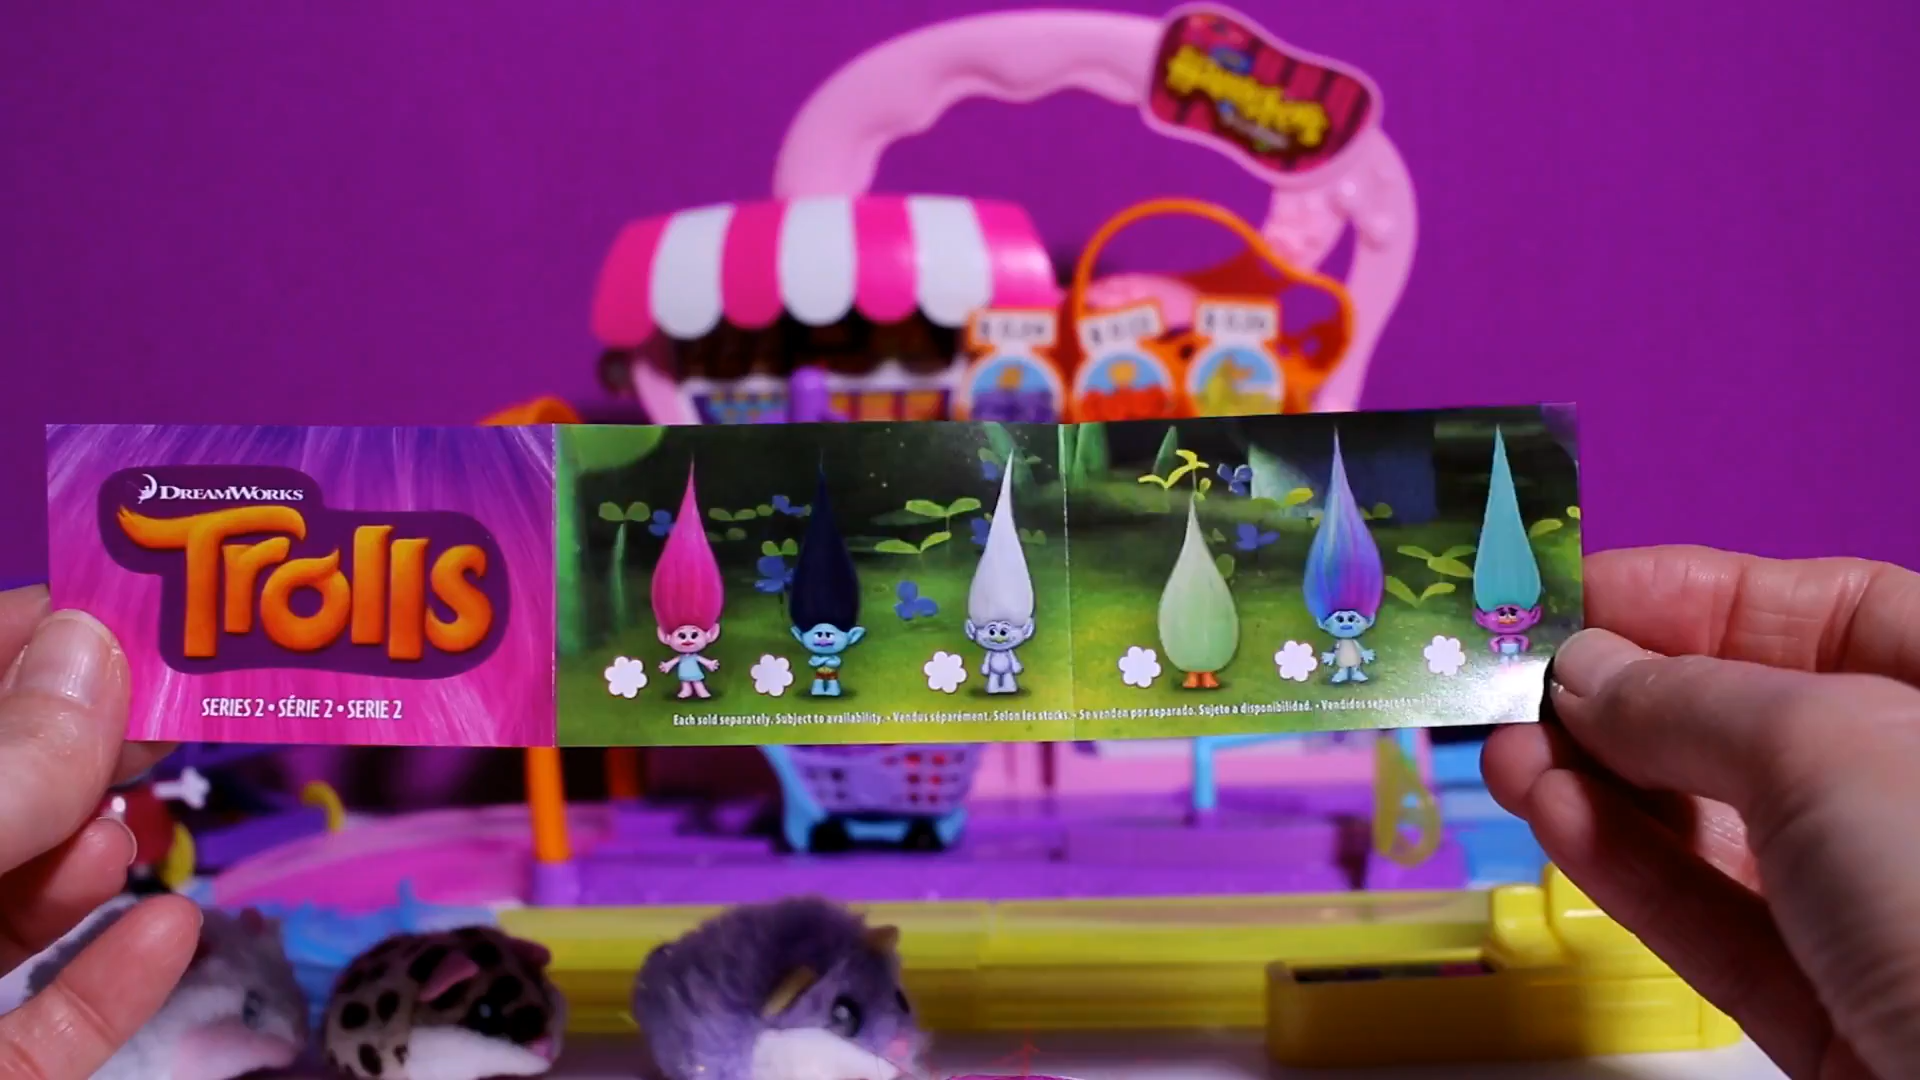 DREAMWORKS
Trolls
SERIES 2 • SÉRIE 2 • SERIE 2
Each sold separately. Subject to availability. • Vendus séparément. Selon les stocks. • Se venden por separado. Sujeto a disponibilidad. • Vendidos